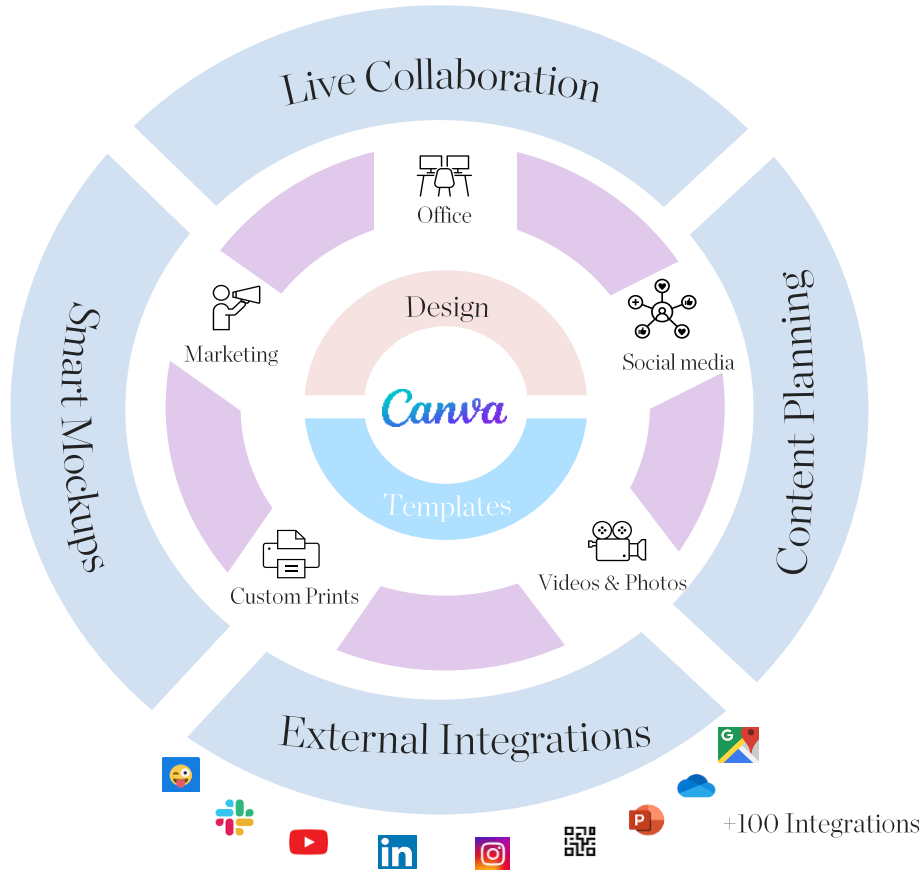 Live Collaboration
Office
Design
Marketing
Social media
Smart Mockups
Canva
Content Planning
Templates
Custom Prints
Videos & Photos
External Integrations
G
P
in
+100 Integrations